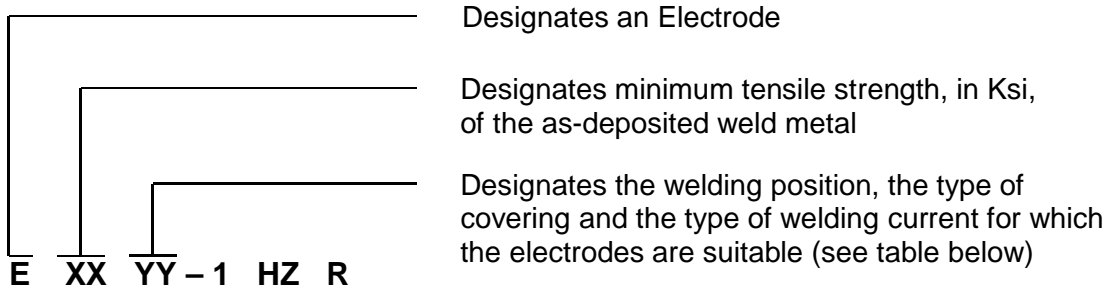 Designates an Electrode
Designates minimum tensile strength, in Ksi,
of the as-deposited weld metal
Designates the welding position, the type of
covering and the type of welding current for which
the electrodes are suitable (see table below)
E XX YY – 1 HZ R